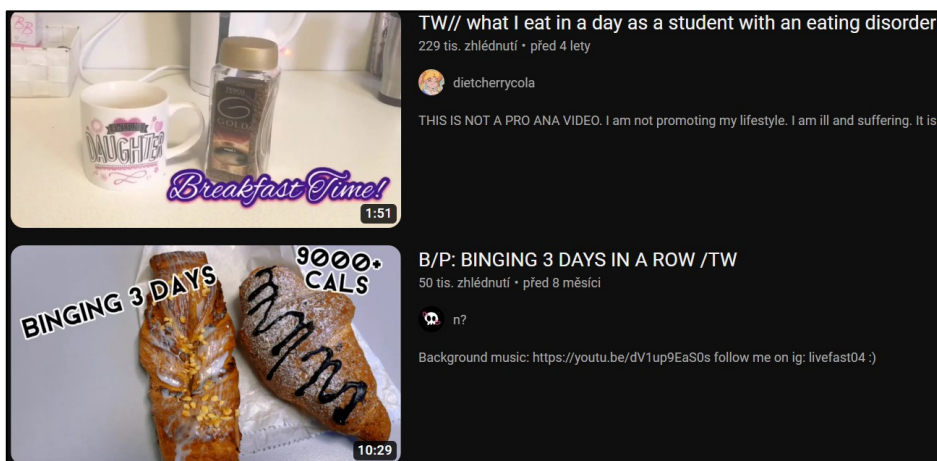 TW// what I eat in a day as a student with an eating disorder
229 tis. zhlédnutí • před 4 lety
dietcherrycola
THIS IS NOT A PRO ANA VIDEO. I am not promoting my lifestyle. I am ill and suffering. It is
DAUGHTER
GOLD
Breakfast Time!
1:51
B/P: BINGING 3 DAYS IN A ROW /TW
50 tis. zhlédnutí • před 8 měsíci
n?
Background music: https://youtu.be/dV1up9EaS0s follow me on ig: livefast04 :)
BINGING 3 DAYS
9000+
CALS
10:29